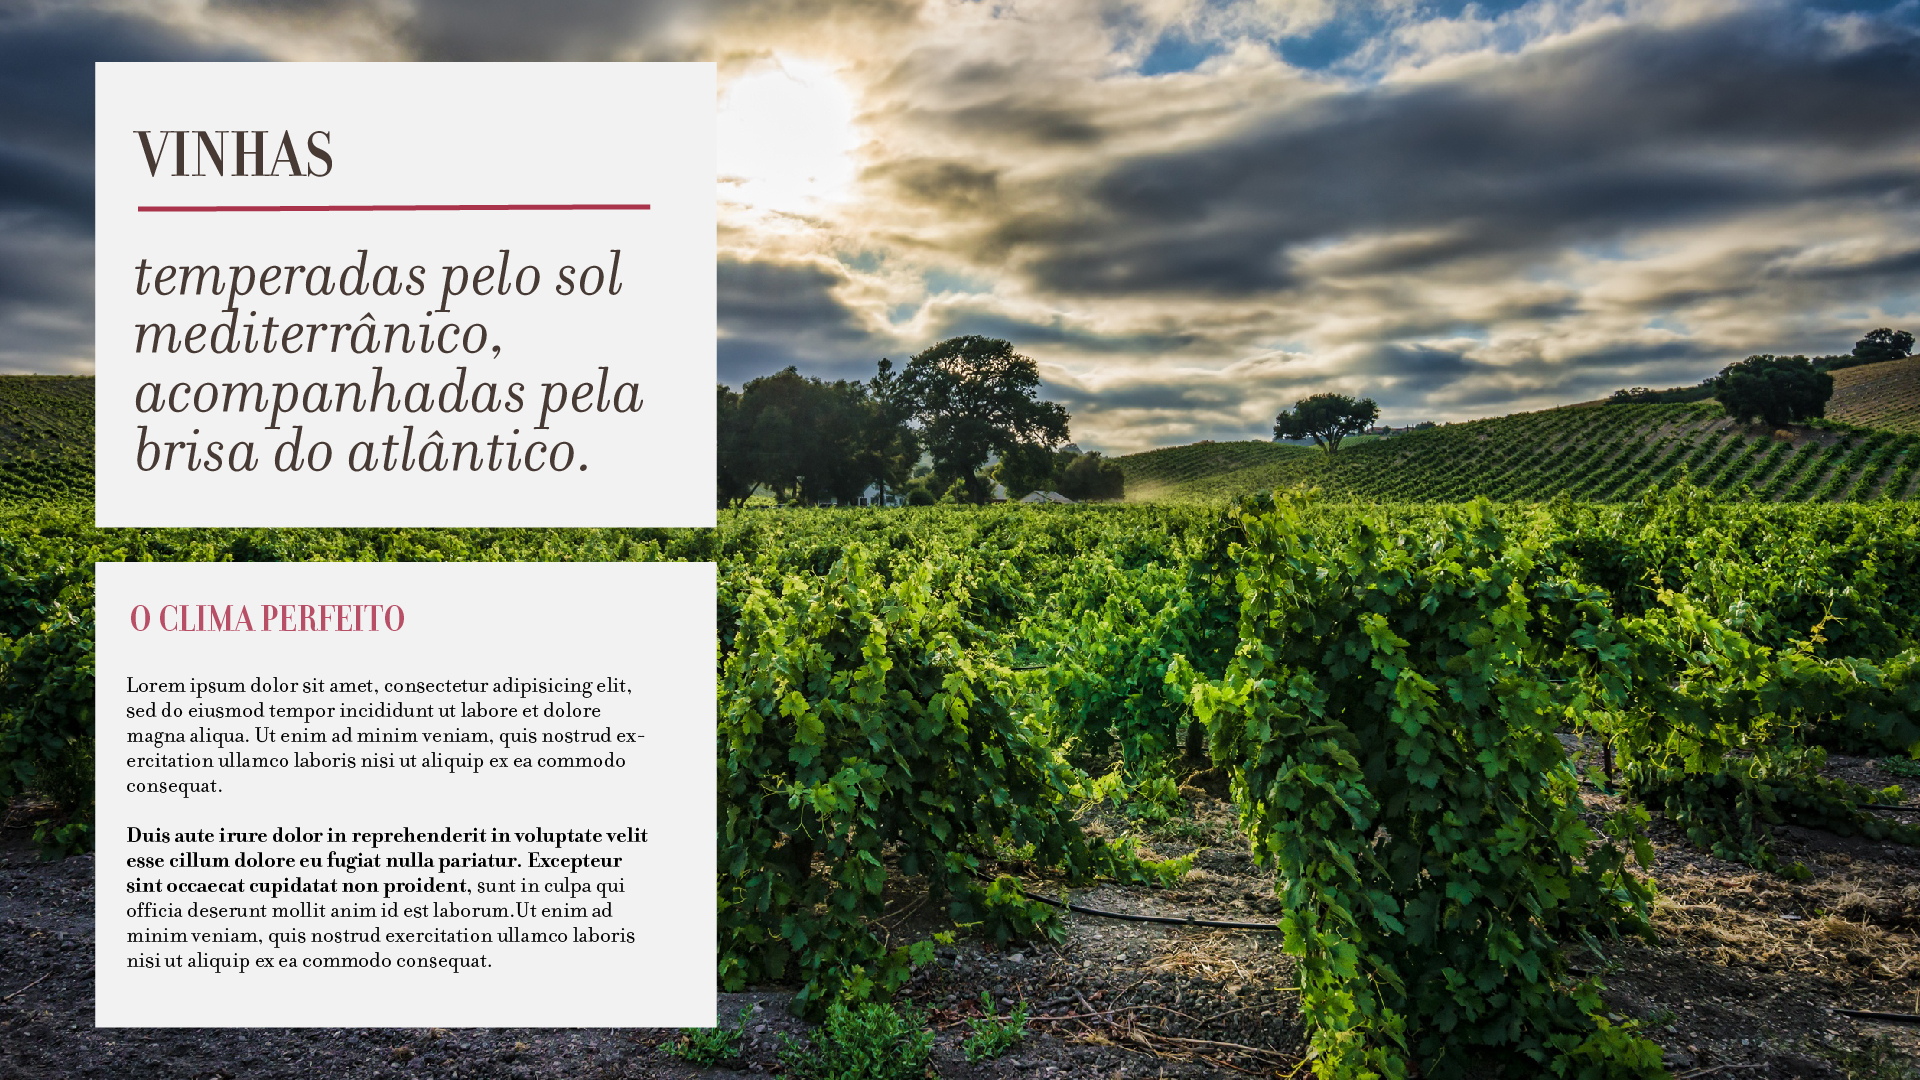 VINHAS
temperadas pelo sol
mediterrânico,
acompanhadas pela
brisa do atlântico.
O CLIMA PERFEITO
Lorem ipsum dolor sit amet, consectetur adipisicing elit,
sed do eiusmod tempor incididunt ut labore et dolore
magna aliqua. Ut enim ad minim veniam, quis nostrud ex-
ercitation ullamco laboris nisi ut aliquip ex ea commodo
consequat.
Duis aute irure dolor in reprehenderit in voluptate velit
esse cillum dolore eu fugiat nulla pariatur. Excepteur
sint occaecat cupidatat non proident, sunt in culpa qui
officia deserunt mollit anim id est laborum.Ut enim ad
minim veniam, quis nostrud exercitation ullamco laboris
nisi ut aliquip ex ea commodo consequat.